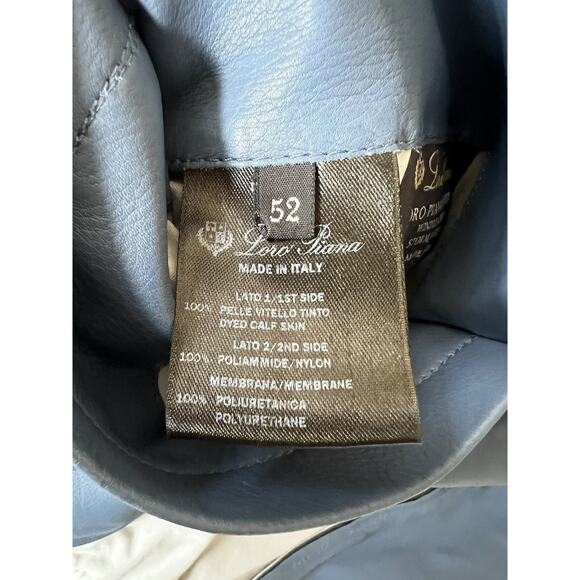 52
Loro Piana
MADE IN ITALY
LATO 1/1ST SIDE
100% PELLE VITELLO TINTO
DYED CALF SKIN
LATO 2/2ND SIDE
100% POLIAMMIDE/NYLON
MEMBRANA/MEMBRANE
100% POLIURETANICA
POLYURETHANE